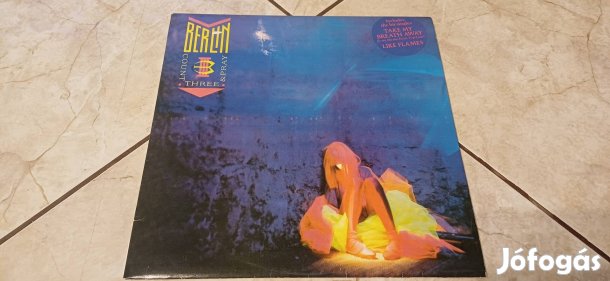 BERLIN
COUNT
THREE
& PRAY
Includes
the hit singles
TAKE MY
BREATH AWAY
LIKE FLAMES
Jófogás